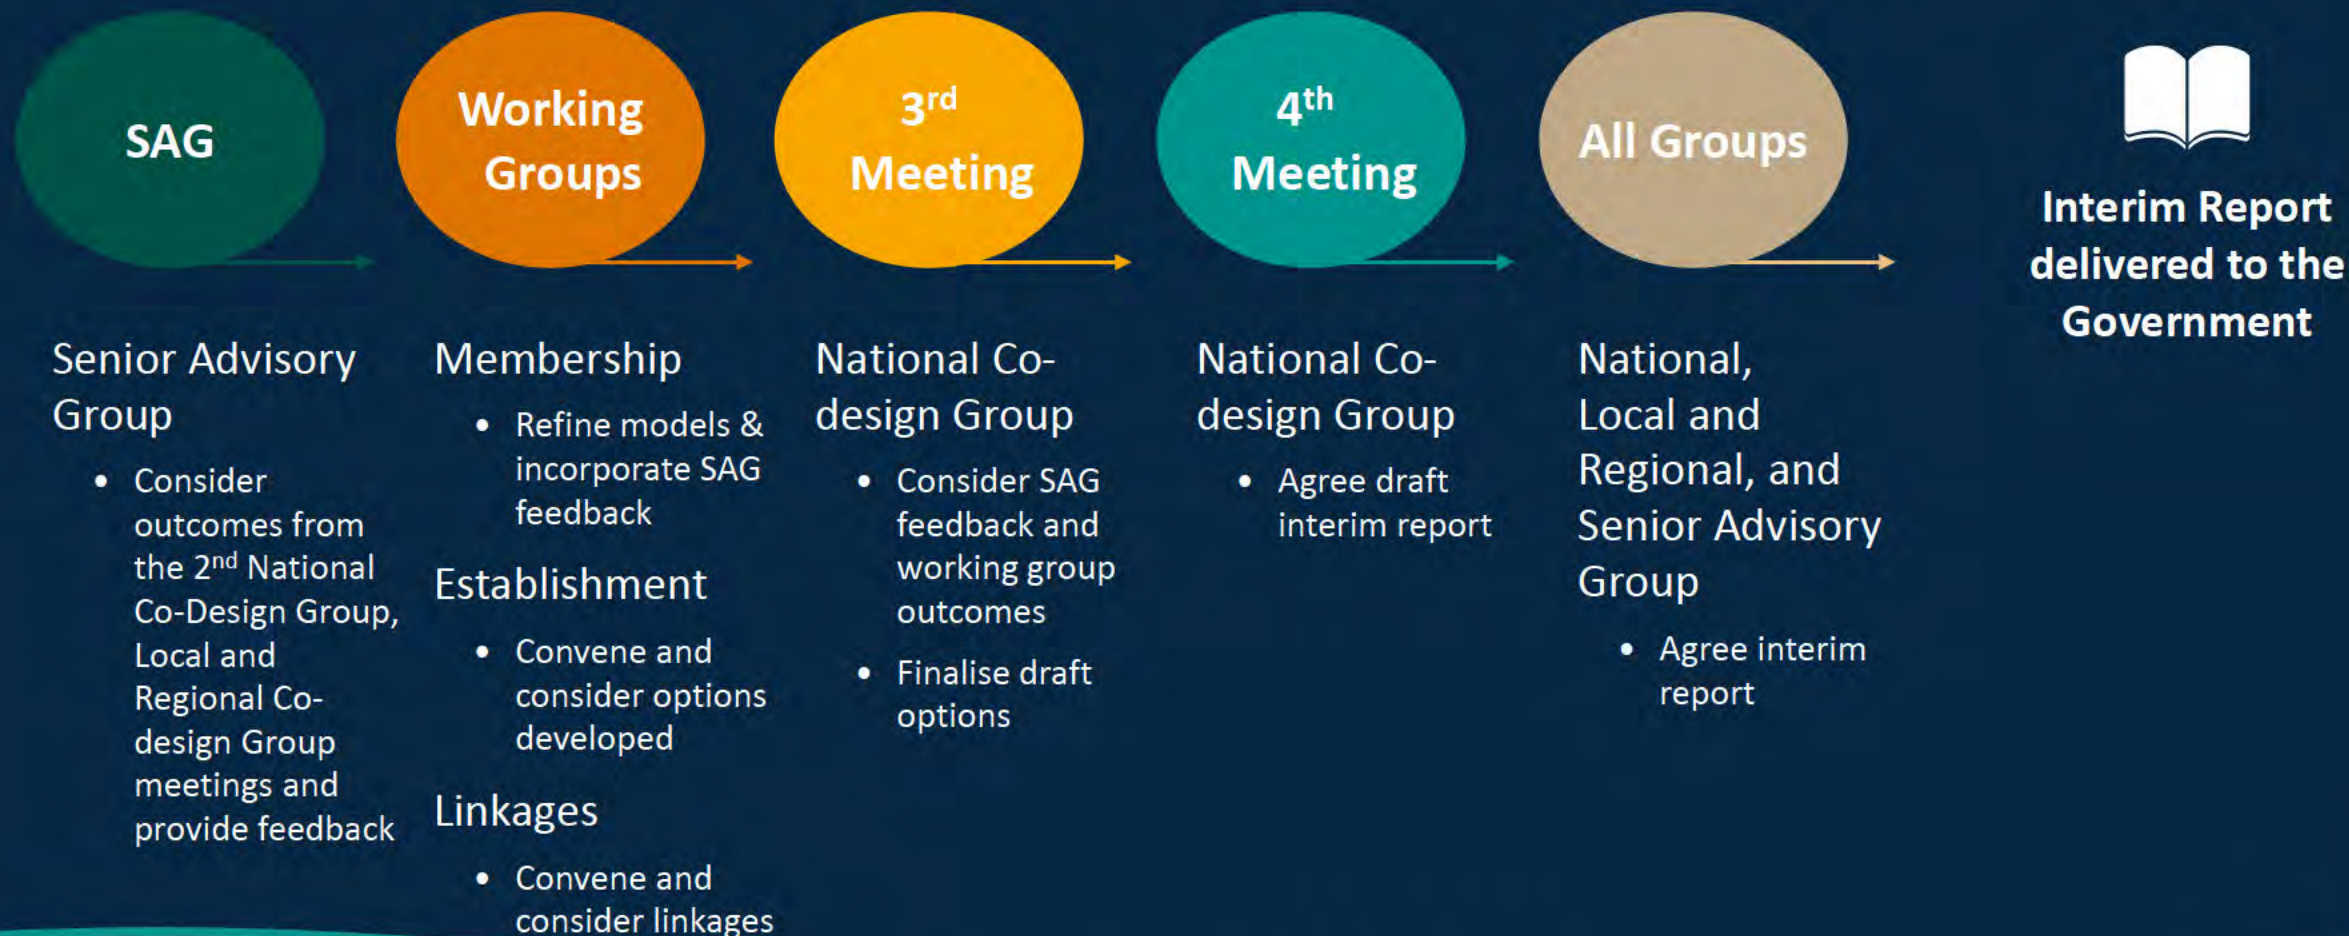 SAG
Senior Advisory
Group
• Consider
outcomes from
the 2nd National
Co-Design Group,
Local and
Regional Co-
design Group
meetings and
provide feedback
Working
Groups
Membership
• Refine models &
incorporate SAG
feedback
Establishment
• Convene and
consider options
developed
Linkages
• Convene and
consider linkages
3rd
Meeting
National Co-
design Group
• Consider SAG
feedback and
working group
outcomes
• Finalise draft
options
4th
Meeting
National Co-
design Group
• Agree draft
interim report
All Groups
National,
Local and
Regional, and
Senior Advisory
Group
• Agree interim
report
Interim Report
delivered to the
Government